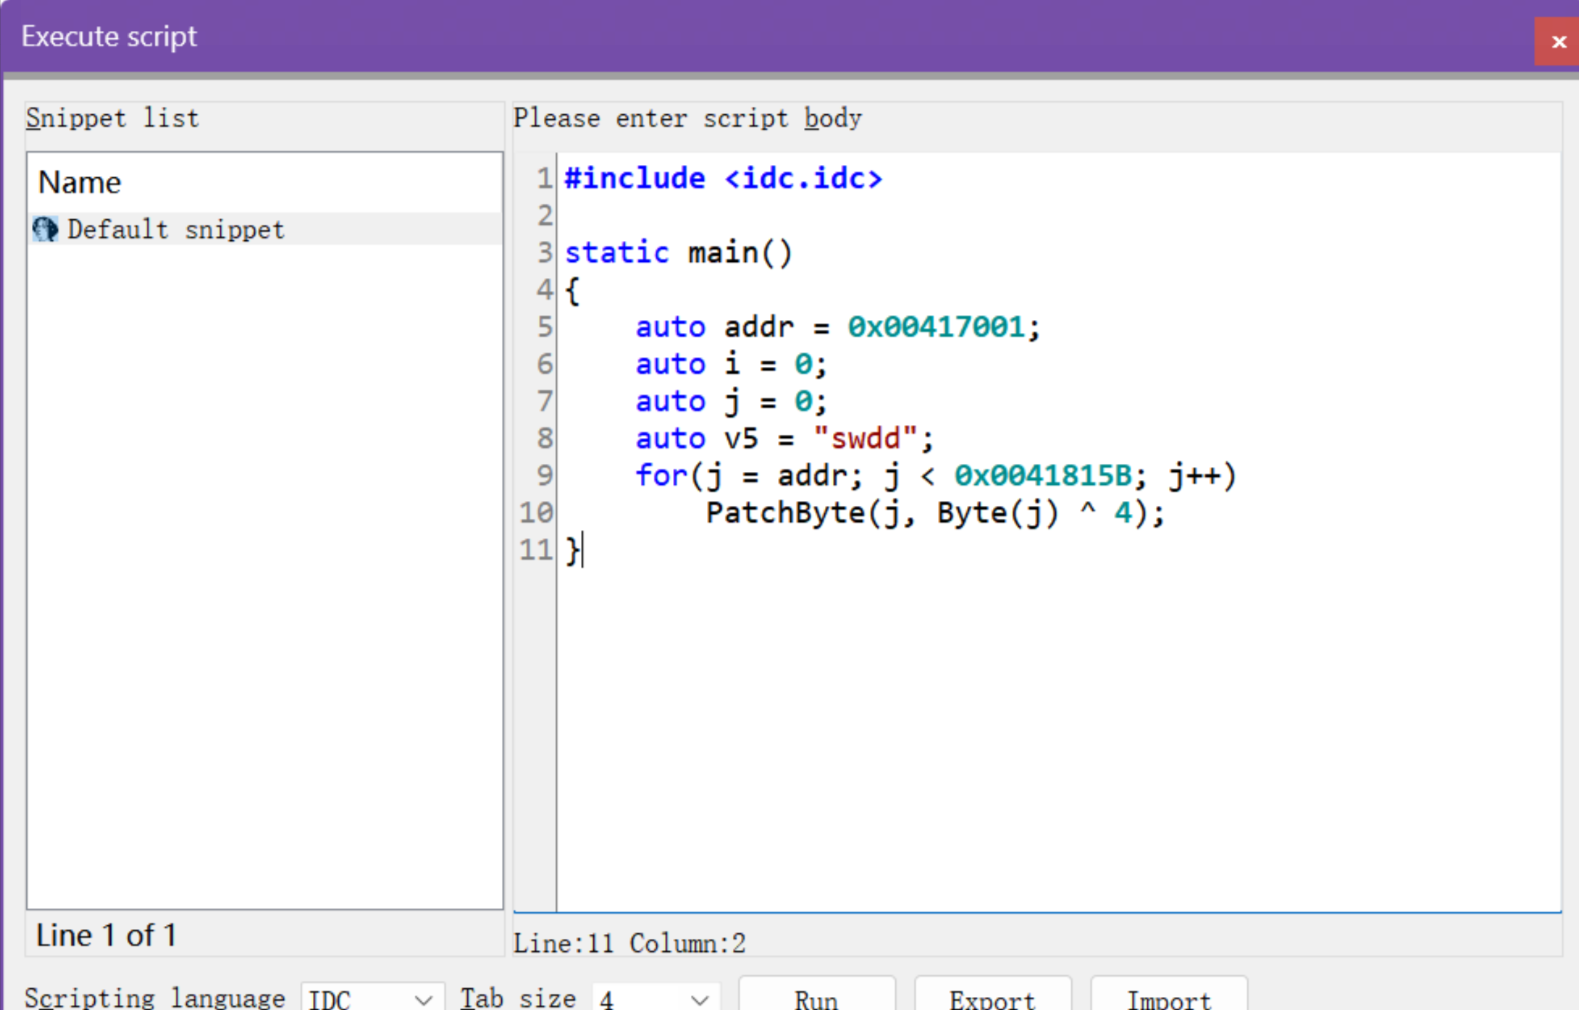 Execute script
Snippet list
Name
Default snippet
Line 1 of 1
Please enter script body
1 #include <idc.idc>
2
3 static main()
4 {
5 auto addr = 0x00417001;
6 auto i = 0;
7 auto j = 0;
8 auto v5 = "swdd";
9 for(j = addr; j < 0x0041815B; j++)
10 PatchByte(j, Byte(j) ^ 4);
11 }
Line:11 Column:2
Scripting language IDC Tab size 4 Run Export Import